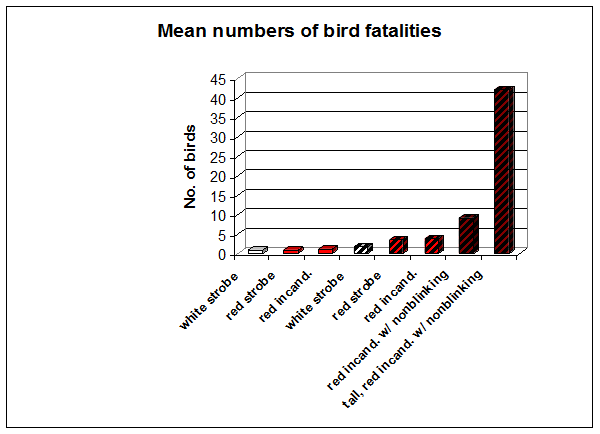 Mean numbers of bird fatalities
No. of birds
45
40
35
30
25
20
15
10
5
0
white strobe
red strobe
red incand.
white strobe
red strobe
red incand.
red incand. w/ nonblinking
tall, red incand. w/ nonblinking